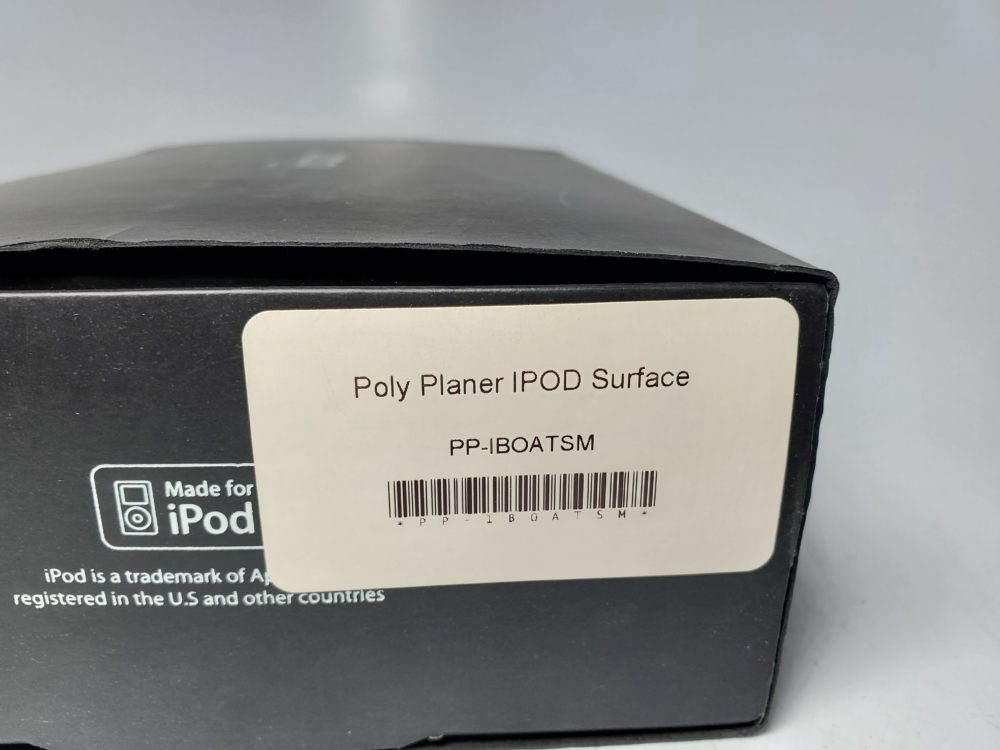 Poly Planer IPOD Surface
PP-IBOATSM
*PP-IBOATSM*
Made for
iPod
iPod is a trademark of
registered in the U.S and other countries